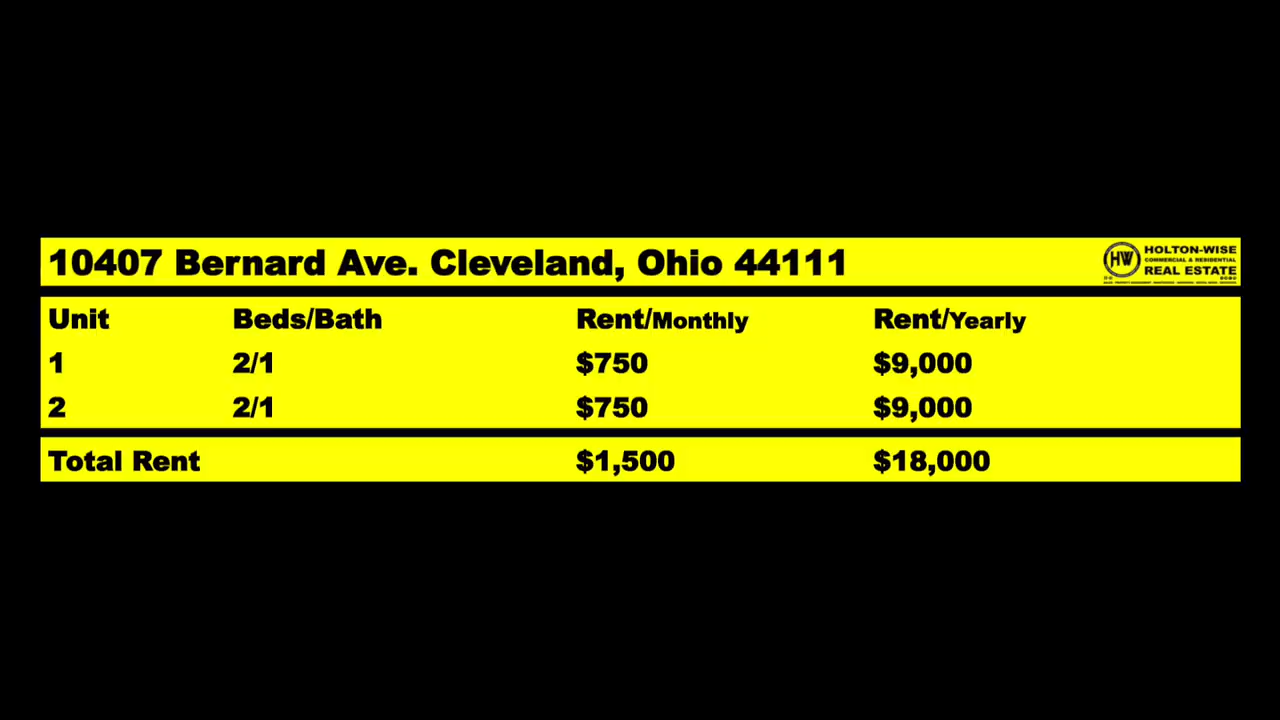 10407 Bernard Ave. Cleveland, Ohio 44111
HOLTON-WISE
COMMERCIAL & RESIDENTIAL
REAL ESTATE
Unit Beds/Bath Rent/Monthly Rent/Yearly
1 2/1 $750 $9,000
2 2/1 $750 $9,000
Total Rent $1,500 $18,000